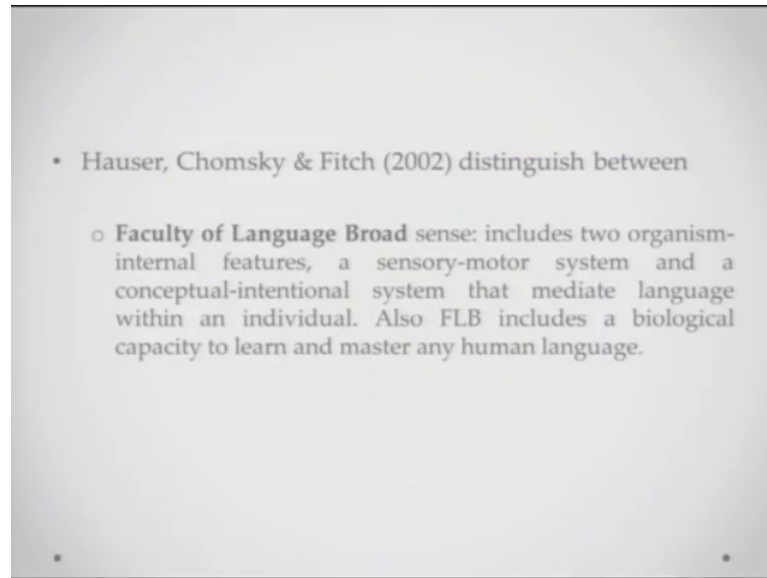 • Hauser, Chomsky & Fitch (2002) distinguish between
o Faculty of Language Broad sense: includes two organism-
internal features, a sensory-motor system and a
conceptual-intentional system that mediate language
within an individual. Also FLB includes a biological
capacity to learn and master any human language.